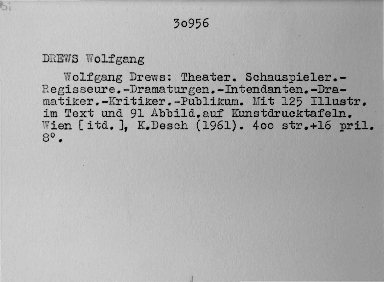 30956
DREWS Wolfgang
Wolfgang Drews: Theater. Schauspieler.-
Regisseure.-Dramaturgen.-Intendanten.-Dra-
matiker.-Kritiker.-Publikum. Mit 125 Illustr.
im Text und 91 Abbild.auf Kunstdrucktafeln.
Wien [itd.], K.Desch (1961). 4oo str.+16 pril.
8°.